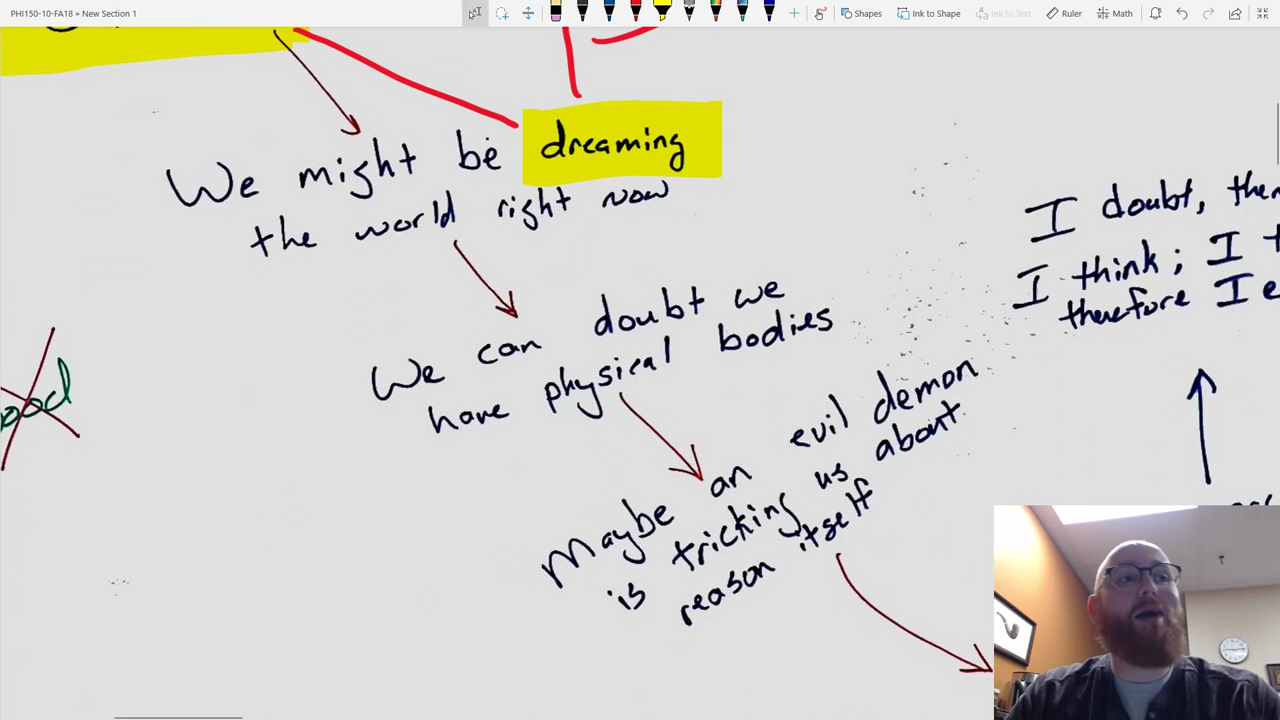 PHI150-10-FA18 » New Section 1
Shapes
Ink to Shape
Ink to Text
Ruler
Math
We might be dreaming
the world right now
We can doubt we
have physical bodies
Maybe an evil demon
is tricking us about
reason itself
I doubt, ther
I think; I t
therefore I e
ood